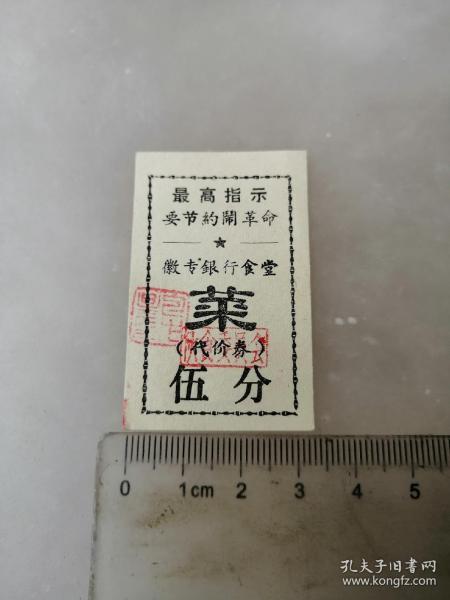 最高指示
要节約鬧革命
★
徽专銀行食堂
菜
（代价券）
伍分
0 1cm 2 3 4 5
孔夫子旧书网
www.kongfz.com